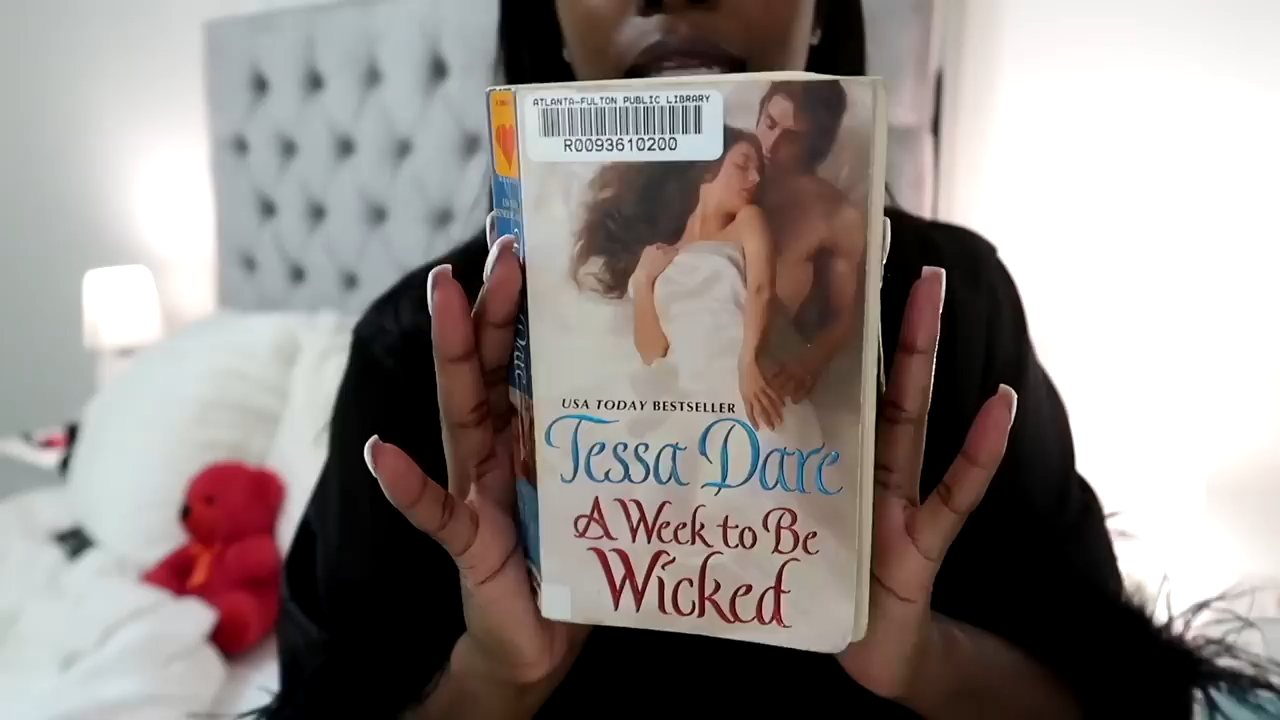 ATLANTA-FULTON PUBLIC LIBRARY
R0093610200
USA TODAY BESTSELLER
Tessa Dare
A Week to Be
Wicked